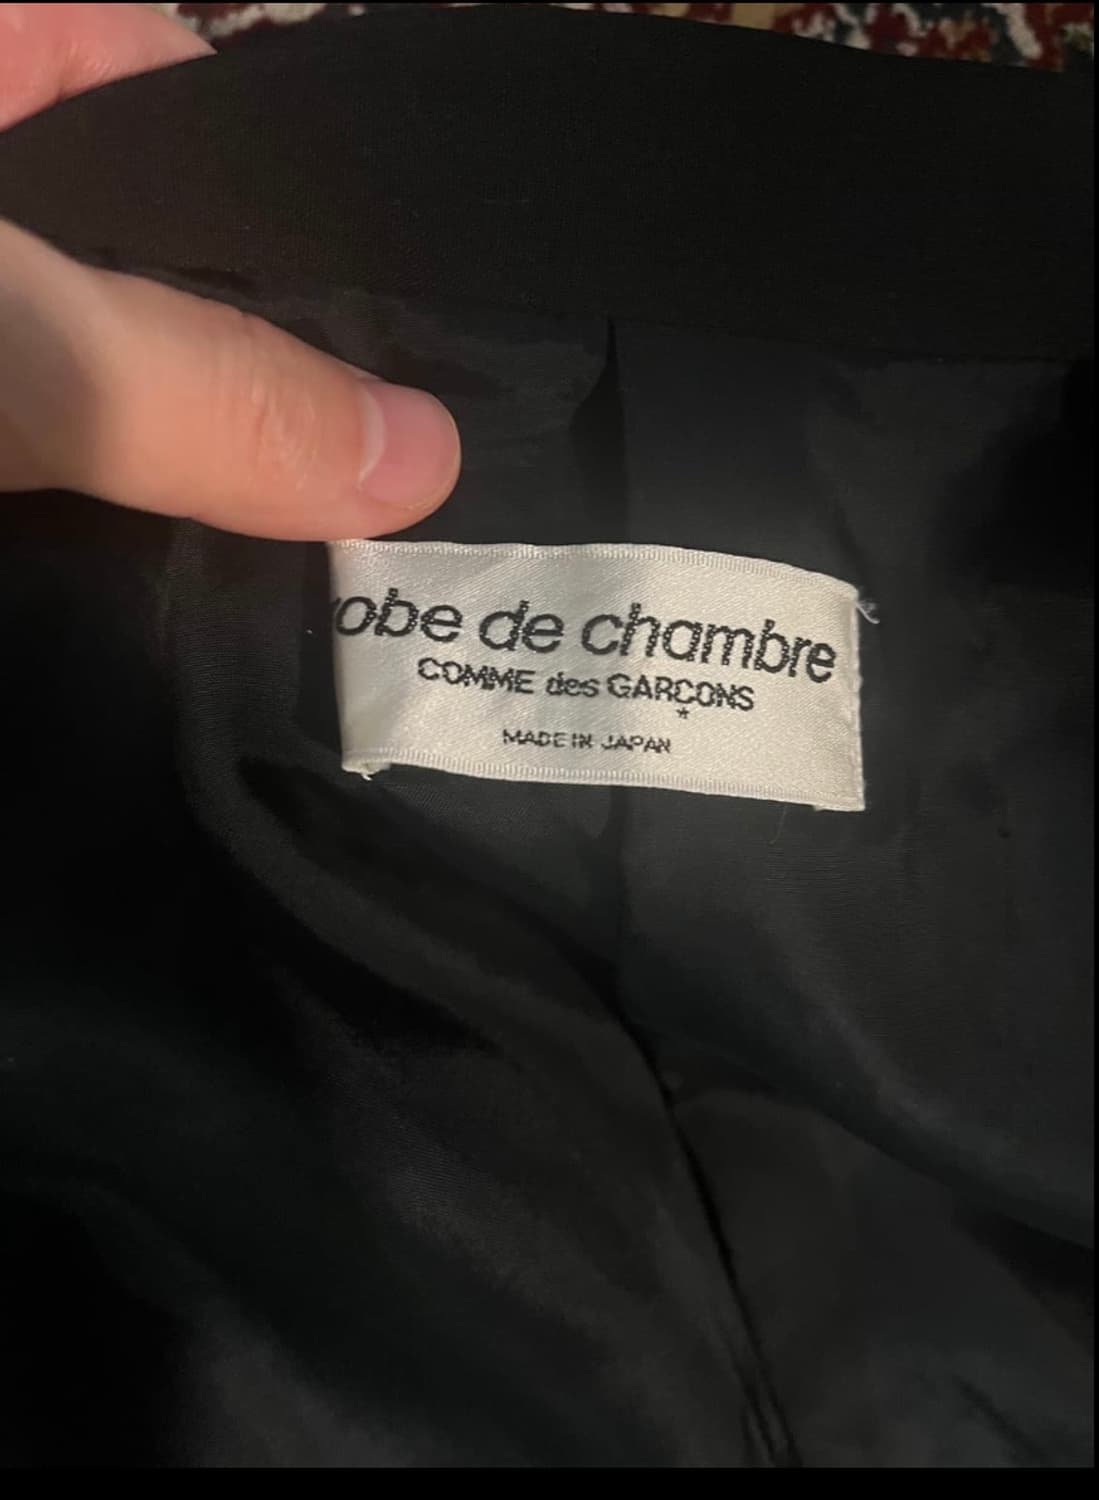 robe de chambre
COMME des GARÇONS
*
MADE IN JAPAN